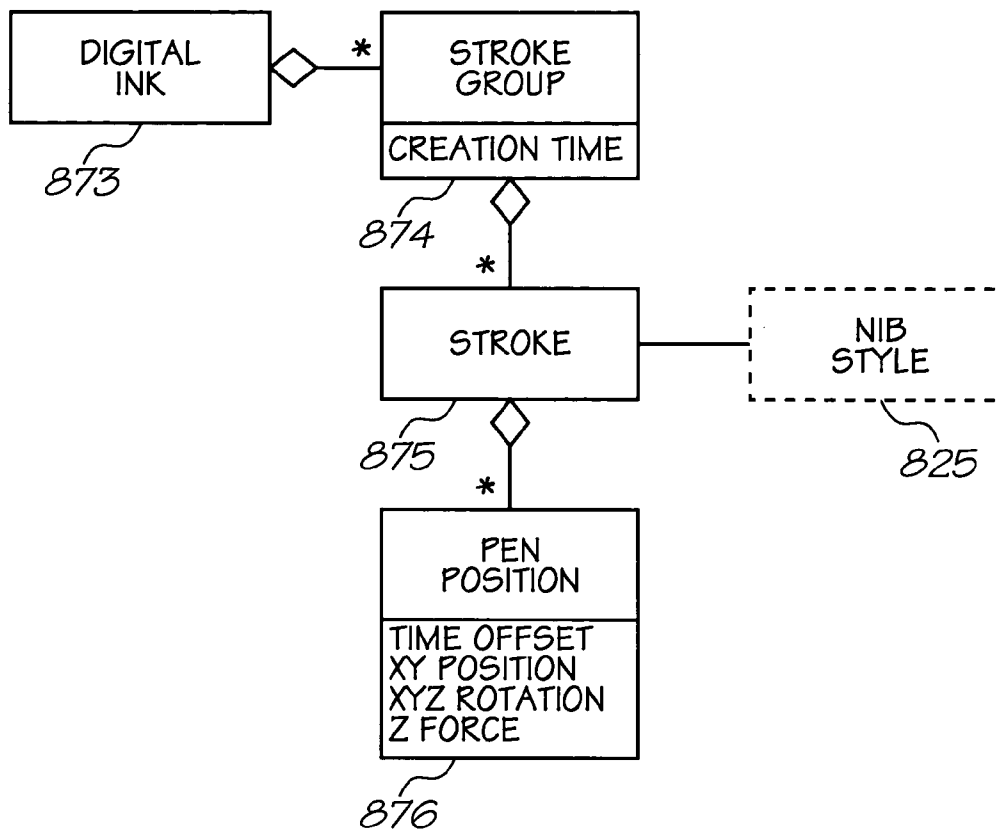 DIGITAL
INK
*
STROKE
GROUP
CREATION TIME
873
874
*
STROKE
NIB
STYLE
875
825
*
PEN
POSITION
TIME OFFSET
XY POSITION
XYZ ROTATION
Z FORCE
876